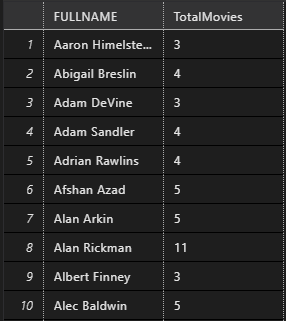 FULLNAME TotalMovies
1 Aaron Himelste... 3
2 Abigail Breslin 4
3 Adam DeVine 3
4 Adam Sandler 4
5 Adrian Rawlins 4
6 Afshan Azad 5
7 Alan Arkin 5
8 Alan Rickman 11
9 Albert Finney 3
10 Alec Baldwin 5